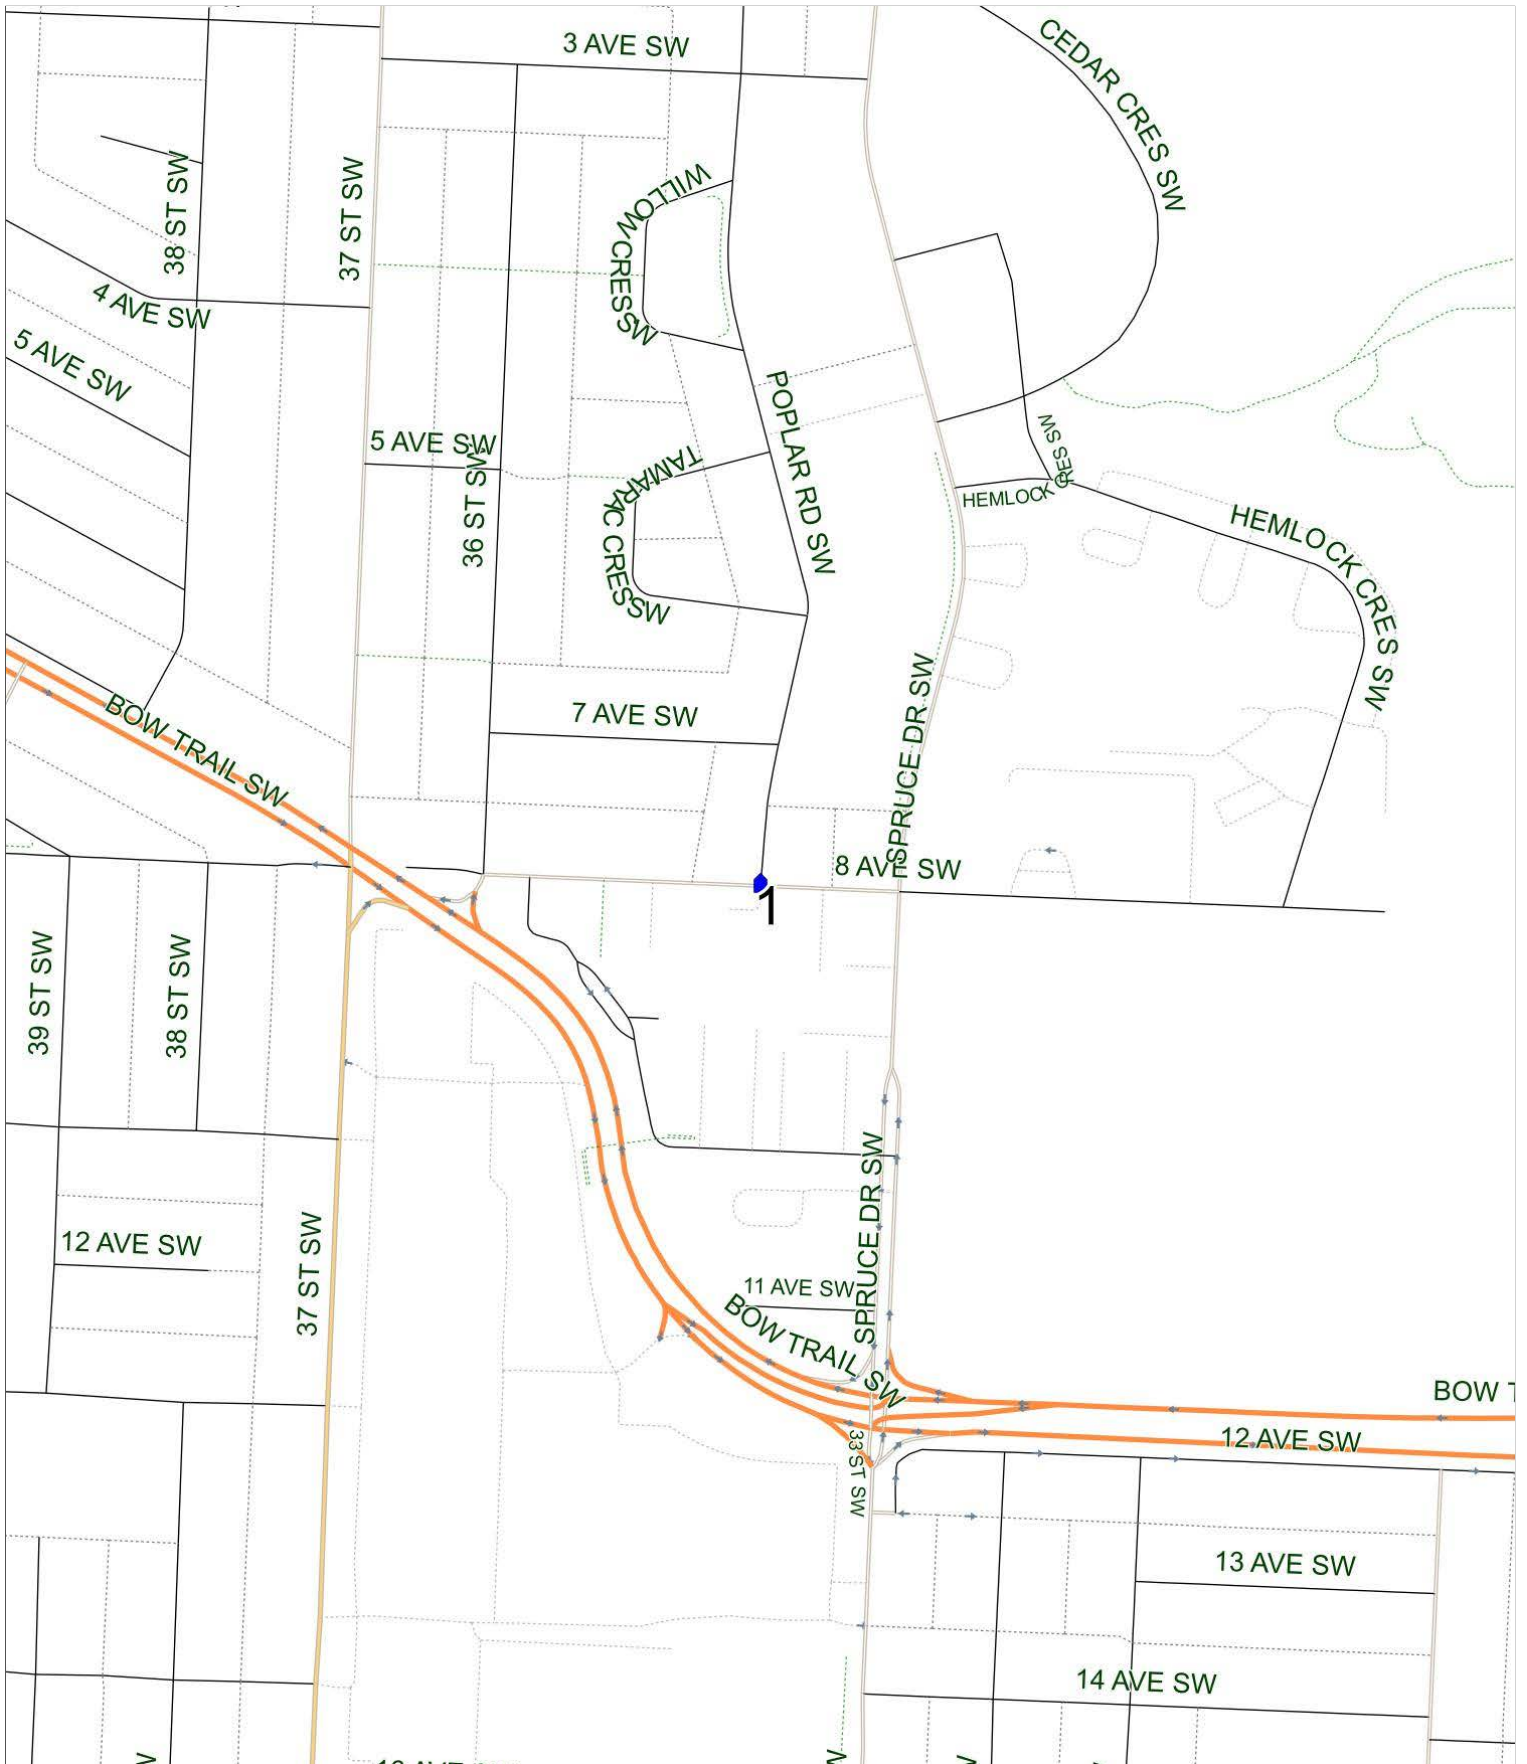 3 AVE SW
CEDAR CRES SW
38 ST SW
37 ST SW
WILLOW CRES SW
4 AVE SW
5 AVE SW
POPLAR RD SW
5 AVE SW
36 ST SW
TAMARAC CRES SW
HEMLOCK CRES SW
HEMLOCK CRES SW
SPRUCE DR SW
BOW TRAIL SW
7 AVE SW
8 AVE SW
1
39 ST SW
38 ST SW
SPRUCE DR SW
12 AVE SW
37 ST SW
11 AVE SW
BOW TRAIL SW
BOW T
12 AVE SW
33 ST SW
13 AVE SW
14 AVE SW
W
W
W